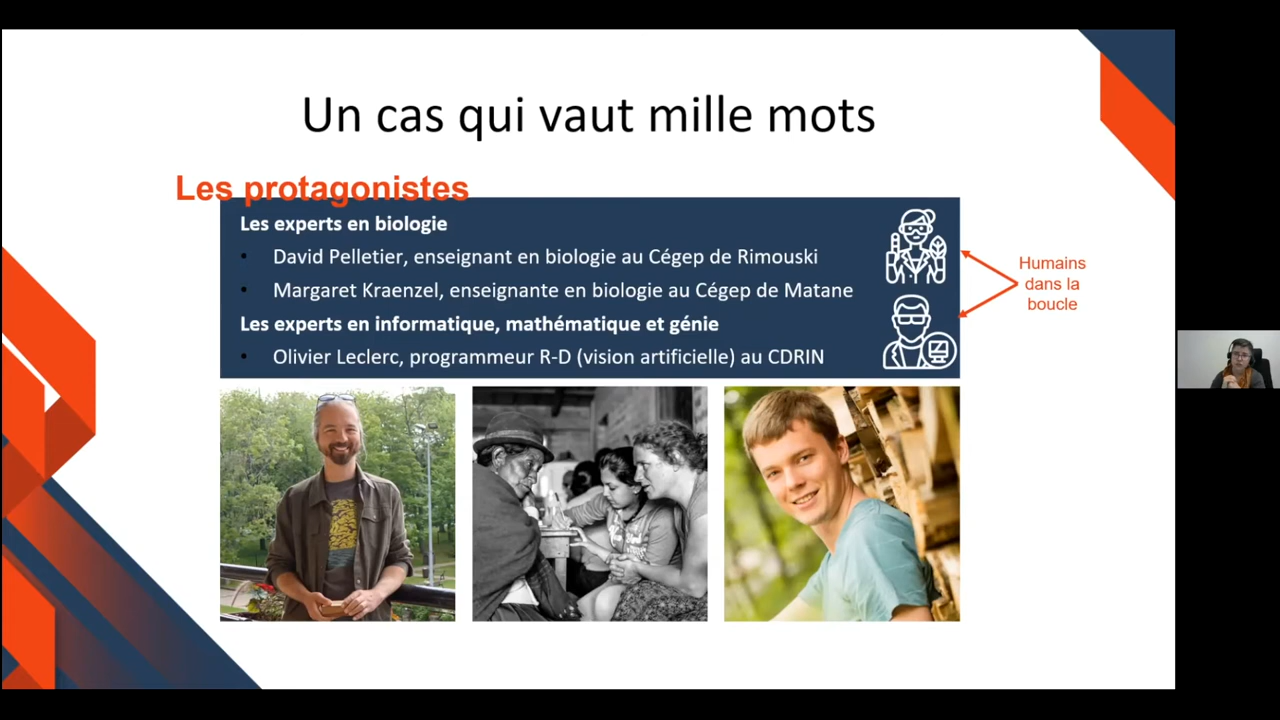 Un cas qui vaut mille mots
Les protagonistes
Les experts en biologie
• David Pelletier, enseignant en biologie au Cégep de Rimouski
• Margaret Kraenzel, enseignante en biologie au Cégep de Matane
Les experts en informatique, mathématique et génie
• Olivier Leclerc, programmeur R-D (vision artificielle) au CDRIN
Humains
dans la
boucle